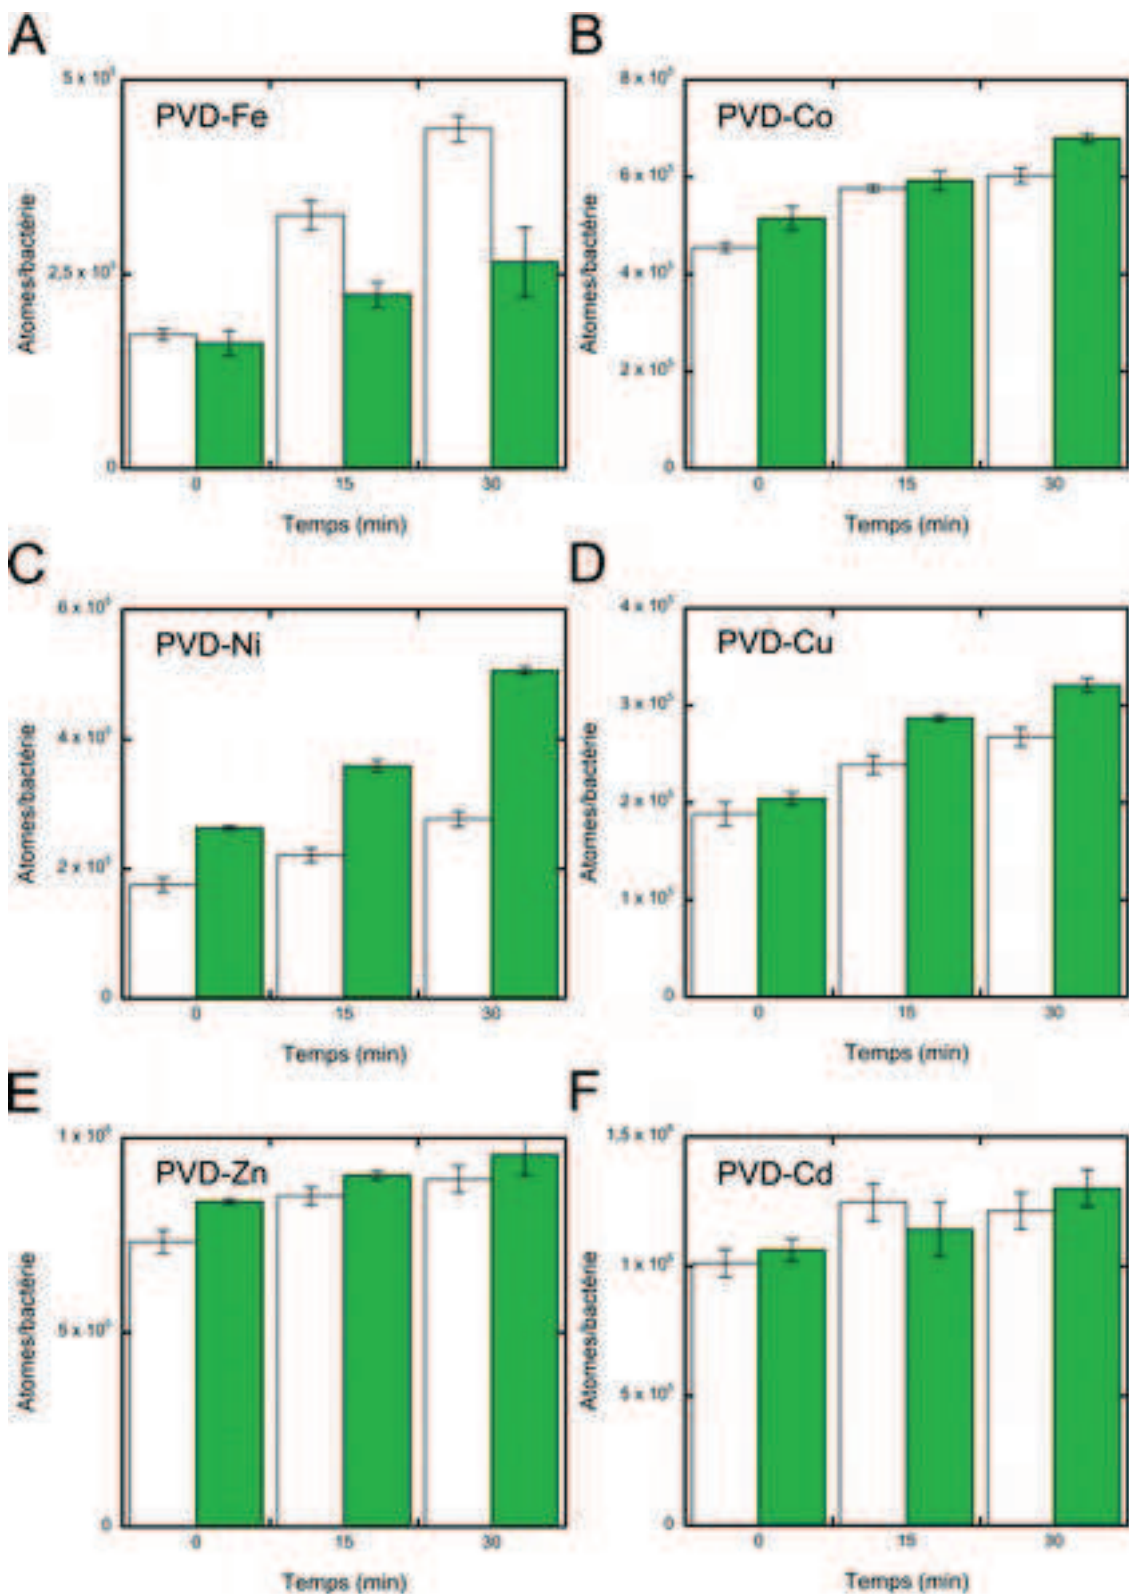 A
PVD-Fe
5 x 10⁵
2,5 x 10⁵
0
Atomes/bactérie
0 15 30
Temps (min)
B
PVD-Co
8 x 10⁵
6 x 10⁵
4 x 10⁵
2 x 10⁵
0
Atomes/bactérie
0 15 30
Temps (min)
C
PVD-Ni
6 x 10⁵
4 x 10⁵
2 x 10⁵
0
Atomes/bactérie
0 15 30
Temps (min)
D
PVD-Cu
4 x 10⁵
3 x 10⁵
2 x 10⁵
1 x 10⁵
0
Atomes/bactérie
0 15 30
Temps (min)
E
PVD-Zn
1 x 10⁶
5 x 10⁵
0
Atomes/bactérie
0 15 30
Temps (min)
F
PVD-Cd
1,5 x 10⁶
1 x 10⁶
5 x 10⁵
0
Atomes/bactérie
0 15 30
Temps (min)